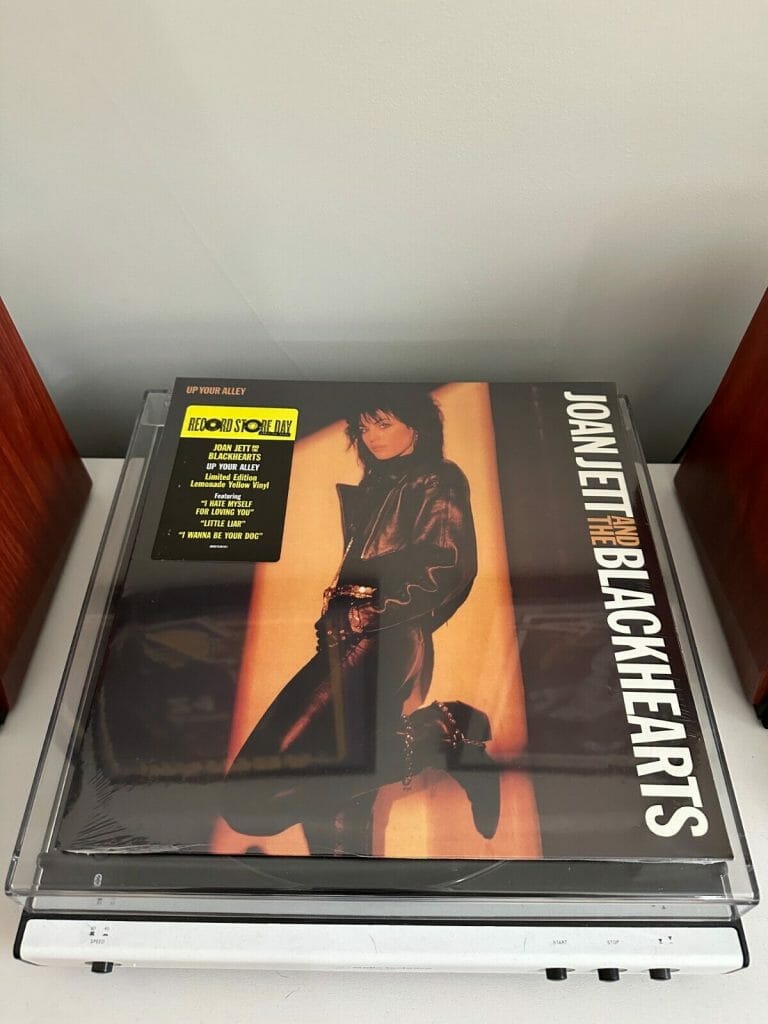 UP YOUR ALLEY
RECORD STORE DAY
JOAN JETT AND THE
BLACKHEARTS
UP YOUR ALLEY
Limited Edition
Lemonade Yellow Vinyl
Featuring
"I HATE MYSELF
FOR LOVING YOU"
"LITTLE LIAR"
"I WANNA BE YOUR DOG"
JOAN JETT AND THE BLACKHEARTS
SPEED
START
STOP